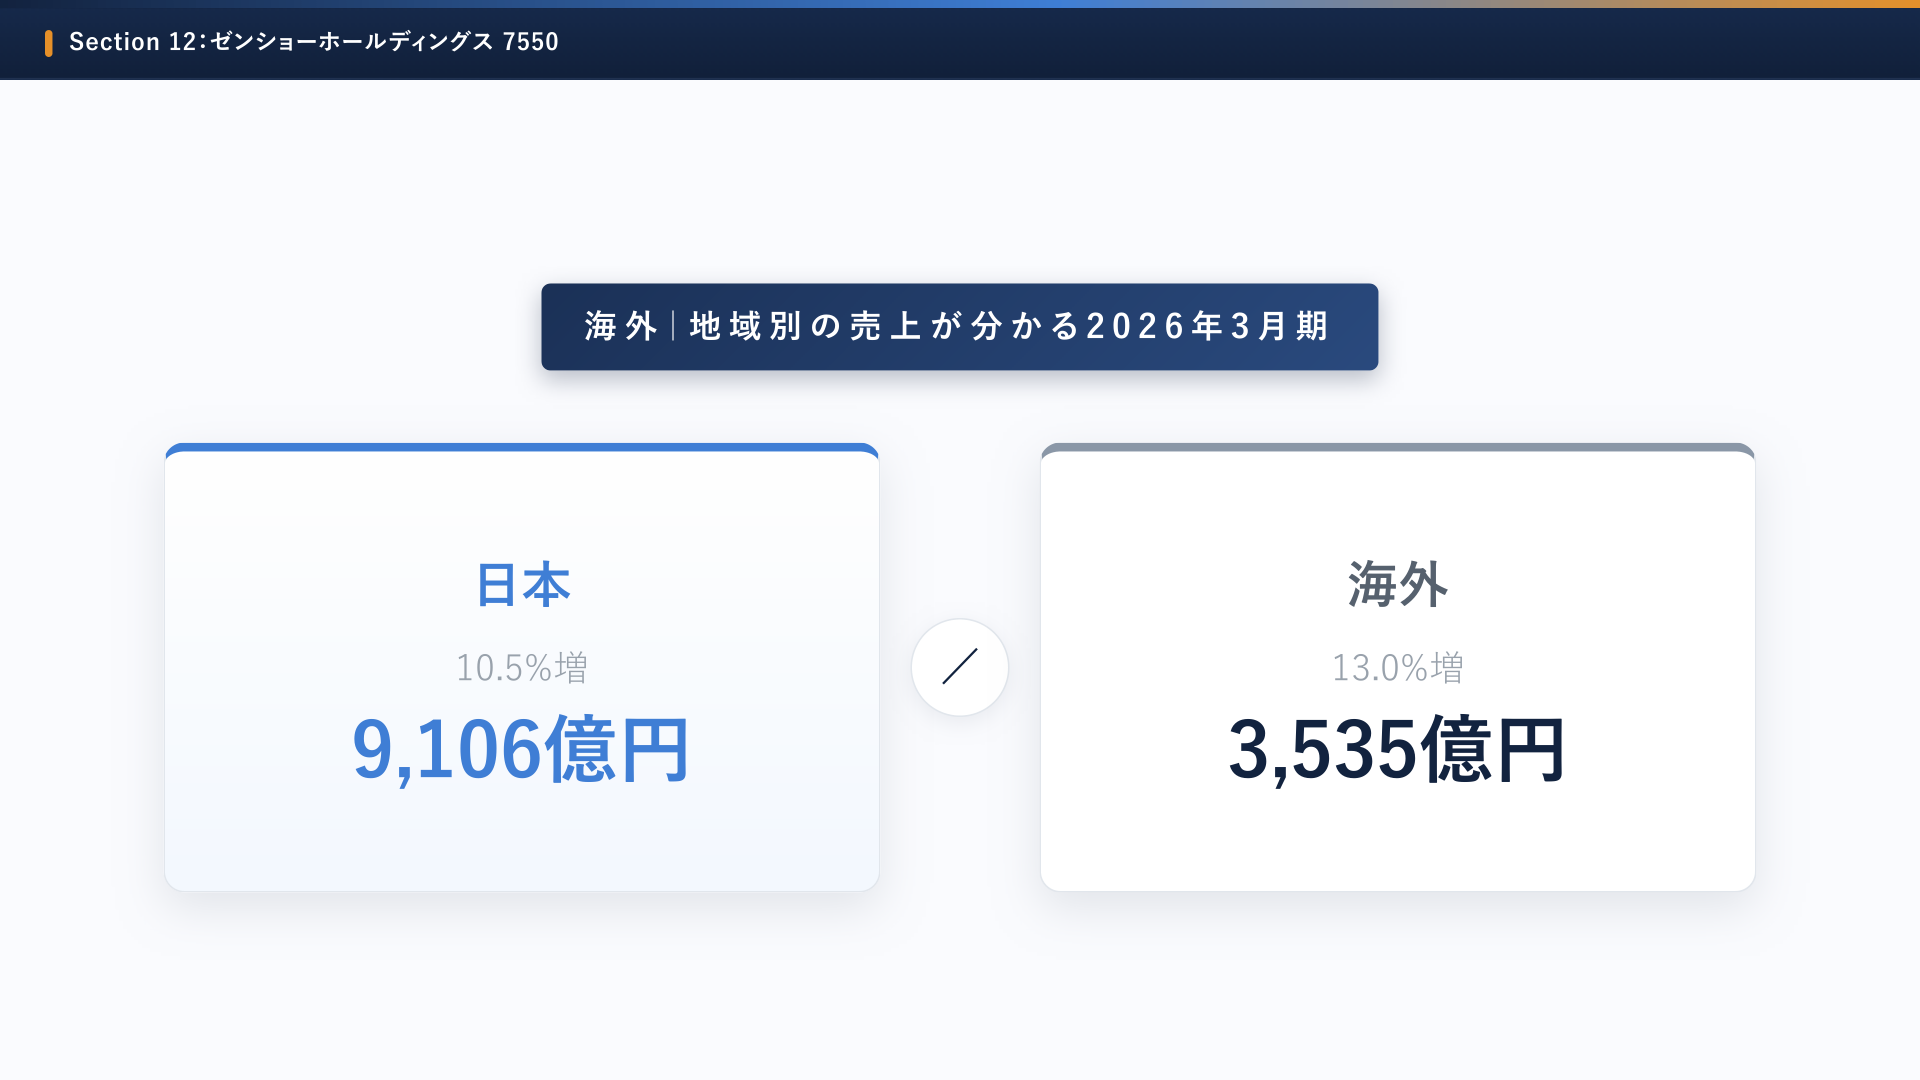 Section 12：ゼンショーホールディングス 7550
海外｜地域別の売上が分かる2026年3月期
日本
10.5%増
9,106億円
／
海外
13.0%増
3,535億円